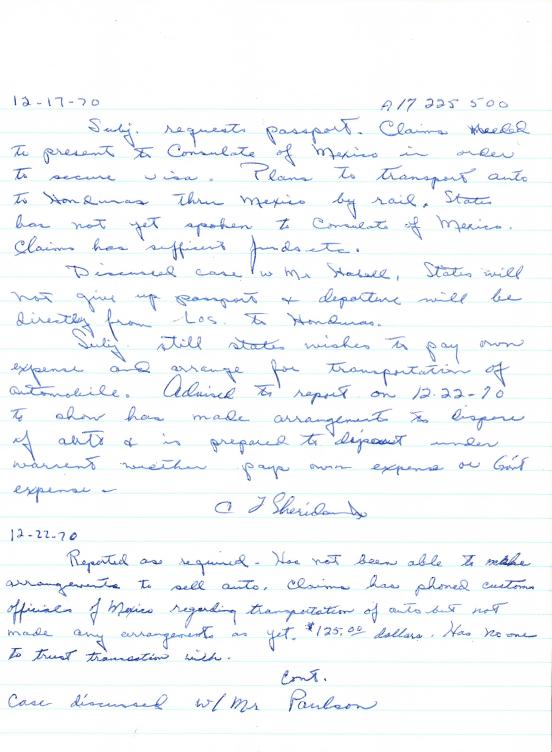 12-17-70 A17 225 500
Subj. requests passport. Claims needed
to present to Consulate of Mexico in order
to secure visa. Plans to transport auto
to Honduras thru Mexico by rail, States
has not yet spoken to Consulate of Mexico.
Claims has sufficient funds etc.
Discussed case w Mr States will
not give up passport & departure will be
directly from Los. to Honduras.
Subj. still states wishes to pay own
expense and arrange for transportation of
automobile. Advised to report on 12-22-70
to show has made arrangements to dispose
of auto & is prepared to depart under
warrent wether pays own expense or Gov't
expense -
C J Sheridan
12-22-70
Reported as required - Has not been able to make
arrangements to sell auto. Claims has phoned customs
officials of Mexico regarding transportation of auto but not
made any arrangements as yet. $125.00 dollars. Has no one
to trust transaction with.
Cont.
Case discussed w/ Mr Paulson